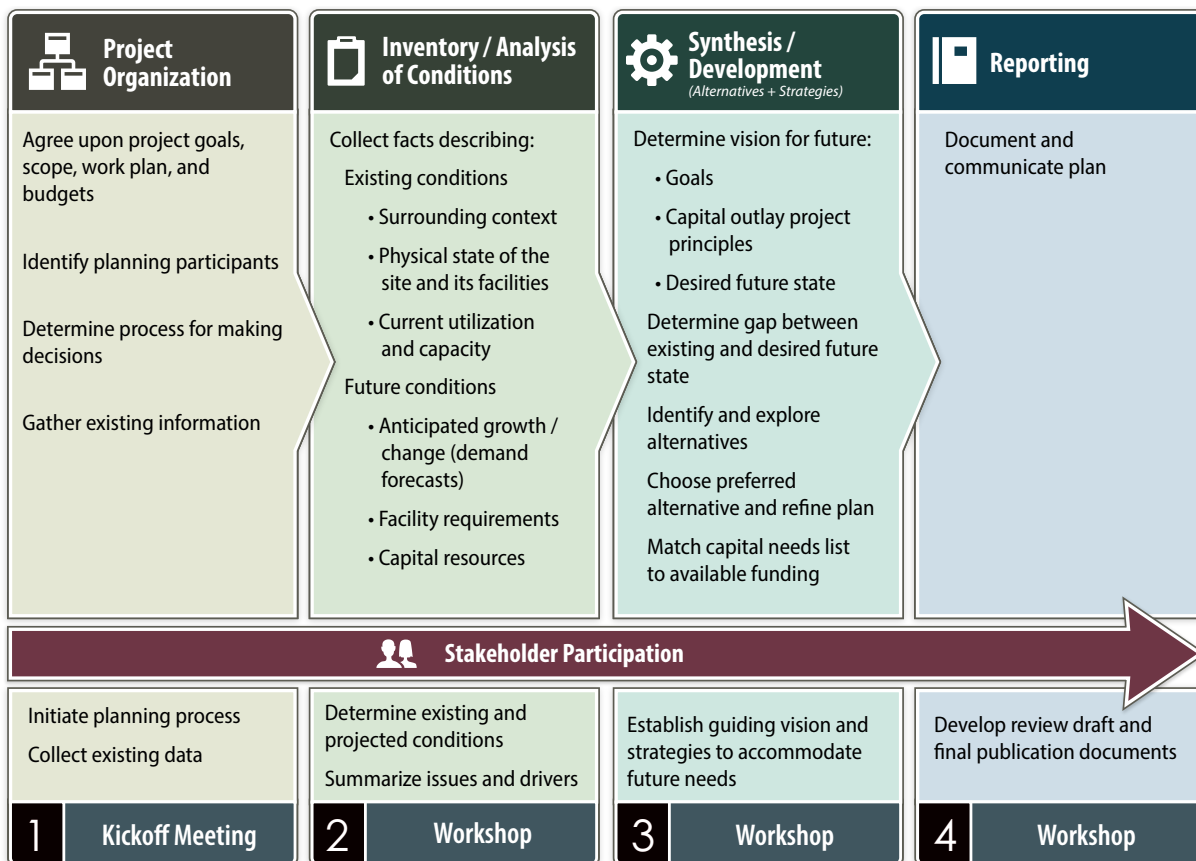 Project
Organization
Agree upon project goals,
scope, work plan, and
budgets
Identify planning participants
Determine process for making
decisions
Gather existing information
Inventory / Analysis
of Conditions
Collect facts describing:
Existing conditions
• Surrounding context
• Physical state of the
site and its facilities
• Current utilization
and capacity
Future conditions
• Anticipated growth /
change (demand
forecasts)
• Facility requirements
• Capital resources
Synthesis /
Development
(Alternatives + Strategies)
Determine vision for future:
• Goals
• Capital outlay project
principles
• Desired future state
Determine gap between
existing and desired future
state
Identify and explore
alternatives
Choose preferred
alternative and refine plan
Match capital needs list
to available funding
Reporting
Document and
communicate plan
Stakeholder Participation
Initiate planning process
Collect existing data
1 Kickoff Meeting
Determine existing and
projected conditions
Summarize issues and drivers
2 Workshop
Establish guiding vision and
strategies to accommodate
future needs
3 Workshop
Develop review draft and
final publication documents
4 Workshop